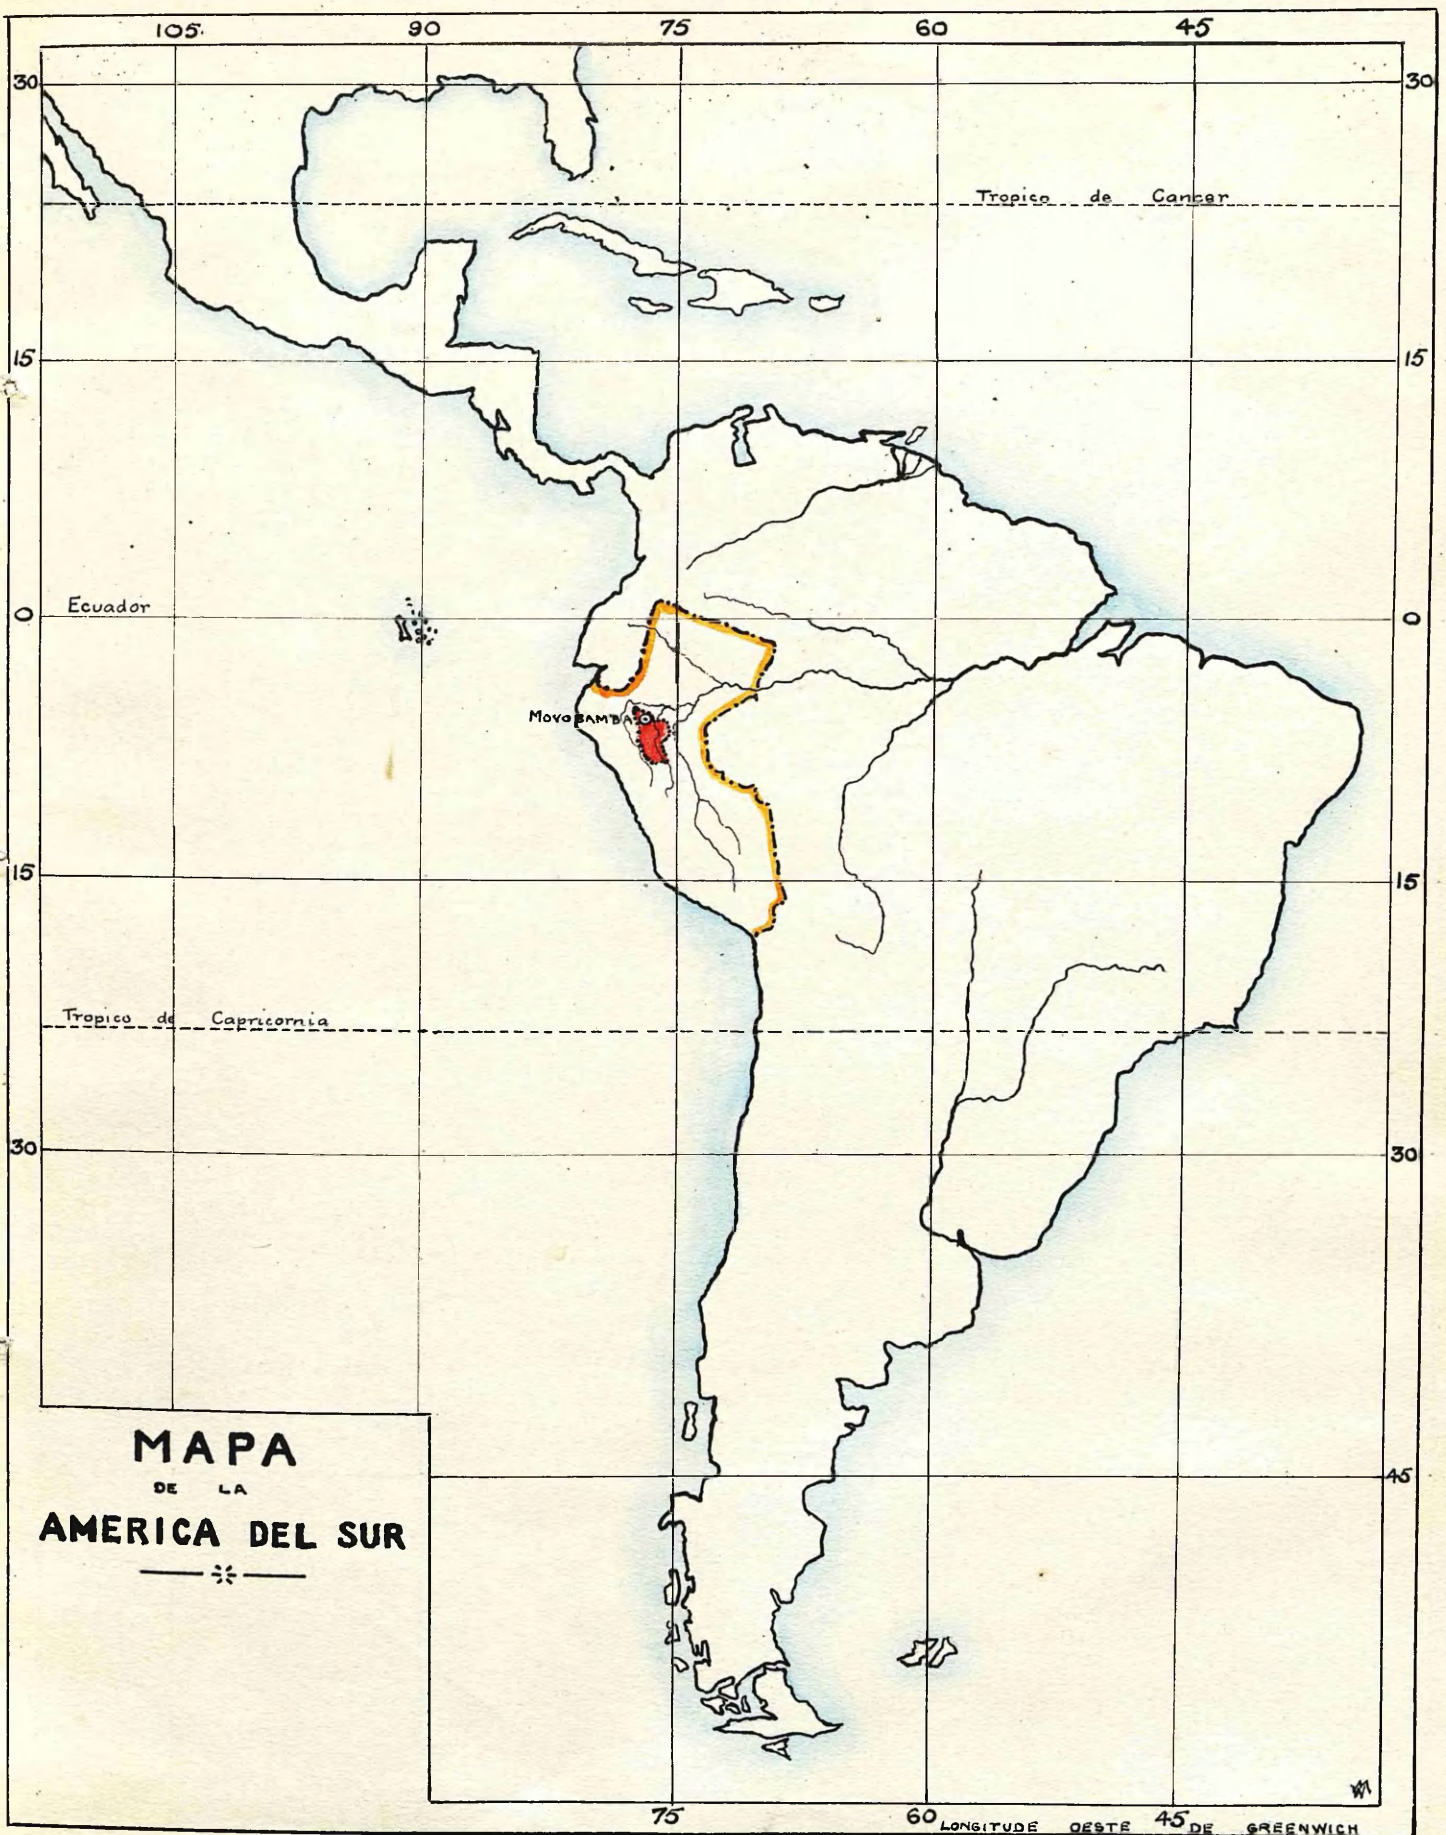 105. 90 75 60 45
30 30
Tropico de Cancer
15 15
0 Ecuador 0
MOYOBAMBA
15 15
Tropico de Capricornia
30 30
45
MAPA
DE LA
AMERICA DEL SUR
75 60 45
LONGITUDE OESTE DE GREENWICH